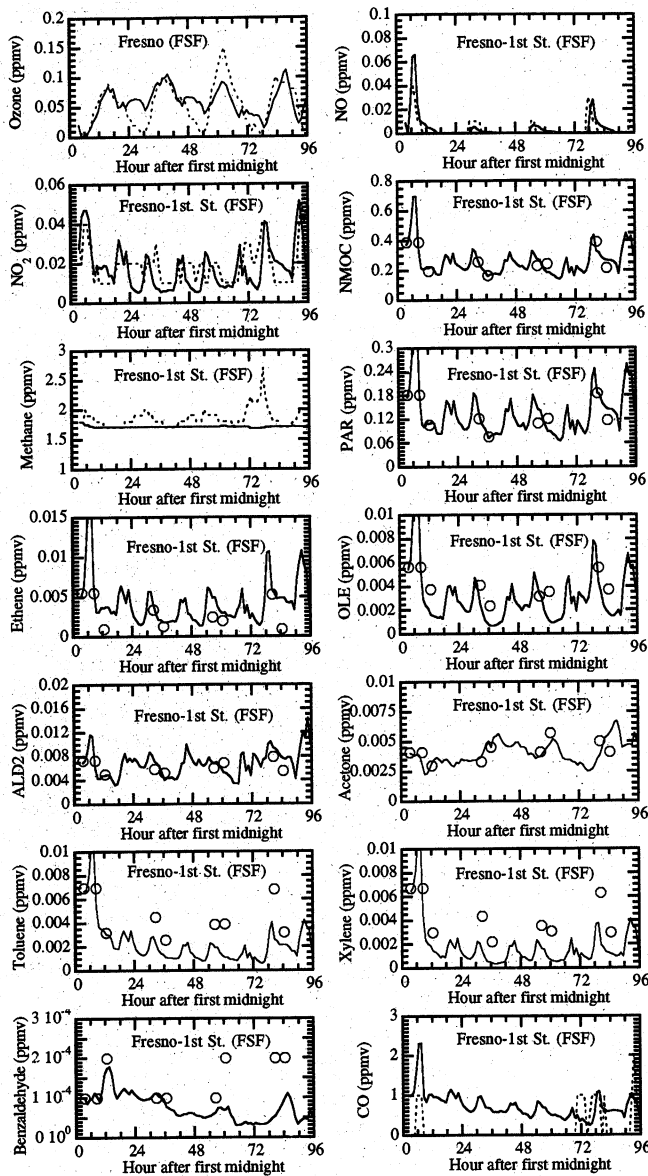 Ozone (ppmv)
0.2
0.15
0.1
0.05
0
Fresno (FSF)
0 24 48 72 96
Hour after first midnight
NO (ppmv)
0.1
0.08
0.06
0.04
0.02
0
Fresno-1st St. (FSF)
0 24 48 72 96
Hour after first midnight
NO2 (ppmv)
0.06
0.04
0.02
0
Fresno-1st. St. (FSF)
0 24 48 72 96
Hour after first midnight
NMOC (ppmv)
0.8
0.6
0.4
0.2
0
Fresno-1st St. (FSF)
0 24 48 72 96
Hour after first midnight
Methane (ppmv)
3
2.5
2
1.5
1
Fresno-1st St. (FSF)
0 24 48 72 96
Hour after first midnight
PAR (ppmv)
0.3
0.24
0.18
0.12
0.06
0
Fresno-1st St. (FSF)
0 24 48 72 96
Hour after first midnight
Ethene (ppmv)
0.015
0.01
0.005
0
Fresno-1st St. (FSF)
0 24 48 72 96
Hour after first midnight
OLE (ppmv)
0.01
0.008
0.006
0.004
0.002
0
Fresno-1st St. (FSF)
0 24 48 72 96
Hour after first midnight
ALD2 (ppmv)
0.02
0.016
0.012
0.008
0.004
0
Fresno-1st St. (FSF)
0 24 48 72 96
Hour after first midnight
Acetone (ppmv)
0.01
0.0075
0.005
0.0025
0
Fresno-1st St. (FSF)
0 24 48 72 96
Hour after first midnight
Toluene (ppmv)
0.01
0.008
0.006
0.004
0.002
0
Fresno-1st St. (FSF)
0 24 48 72 96
Hour after first midnight
Xylene (ppmv)
0.01
0.008
0.006
0.004
0.002
0
Fresno-1st St. (FSF)
0 24 48 72 96
Hour after first midnight
Benzaldehyde (ppmv)
3 10-4
2 10-4
1 10-4
0 100
Fresno-1st St. (FSF)
0 24 48 72 96
Hour after first midnight
CO (ppmv)
3
2
1
0
Fresno-1st St. (FSF)
0 24 48 72 96
Hour after first midnight